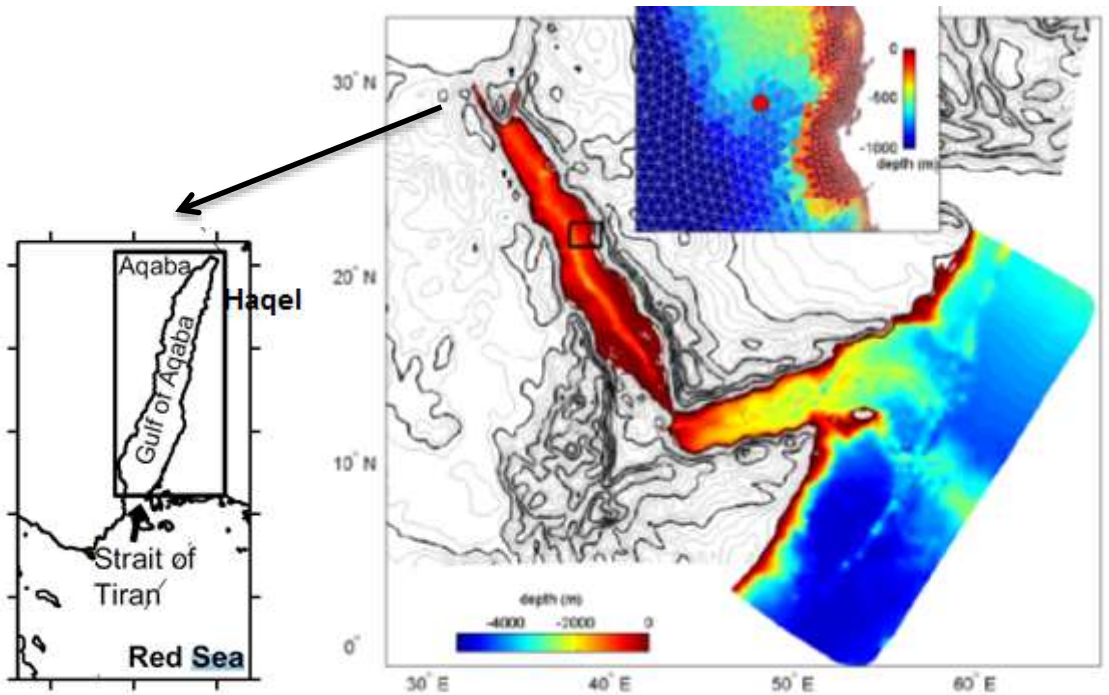 Aqaba
Haqel
Gulf of Aqaba
Strait of
Tiran
Red Sea
30° N
20° N
10° N
0°
30° E
40° E
50° E
60° E
depth (m)
-4000
-2000
0
0
-500
-1000
depth (m)